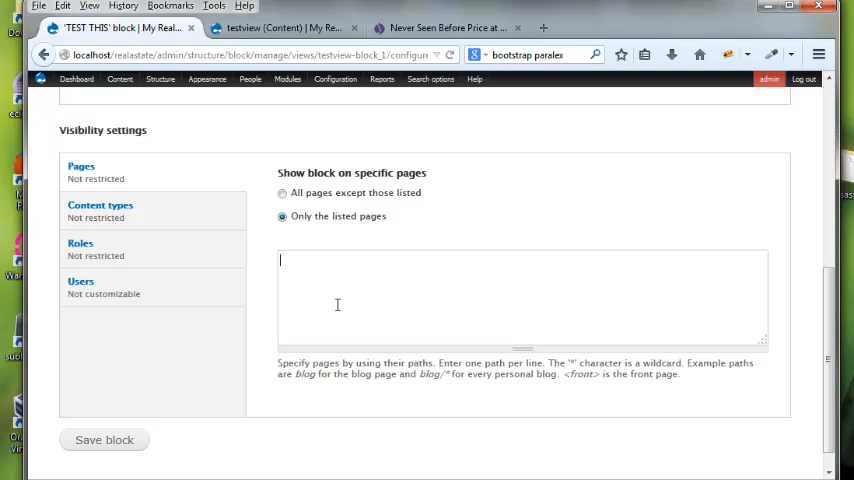 File Edit View History Bookmarks Tools Help
'TEST THIS' block | My Real... × testview (Content) | My Re... × Never Seen Before Price at ... × +
localhost/realastate/admin/structure/block/manage/views/testview-block_1/configure bootstrap paralex
Dashboard Content Structure Appearance People Modules Configuration Reports Search options Help admin Log out
Visibility settings
Pages
Not restricted
Content types
Not restricted
Roles
Not restricted
Users
Not customizable
Show block on specific pages
All pages except those listed
Only the listed pages
Specify pages by using their paths. Enter one path per line. The '*' character is a wildcard. Example paths
are blog for the blog page and blog/* for every personal blog. <front> is the front page.
Save block